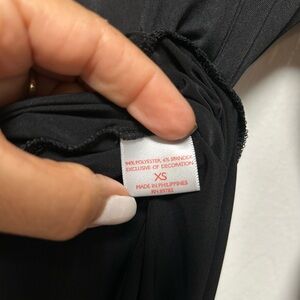 94% POLYESTER, 6% SPANDEX
EXCLUSIVE OF DECORATION
XS
MADE IN PHILIPPINES